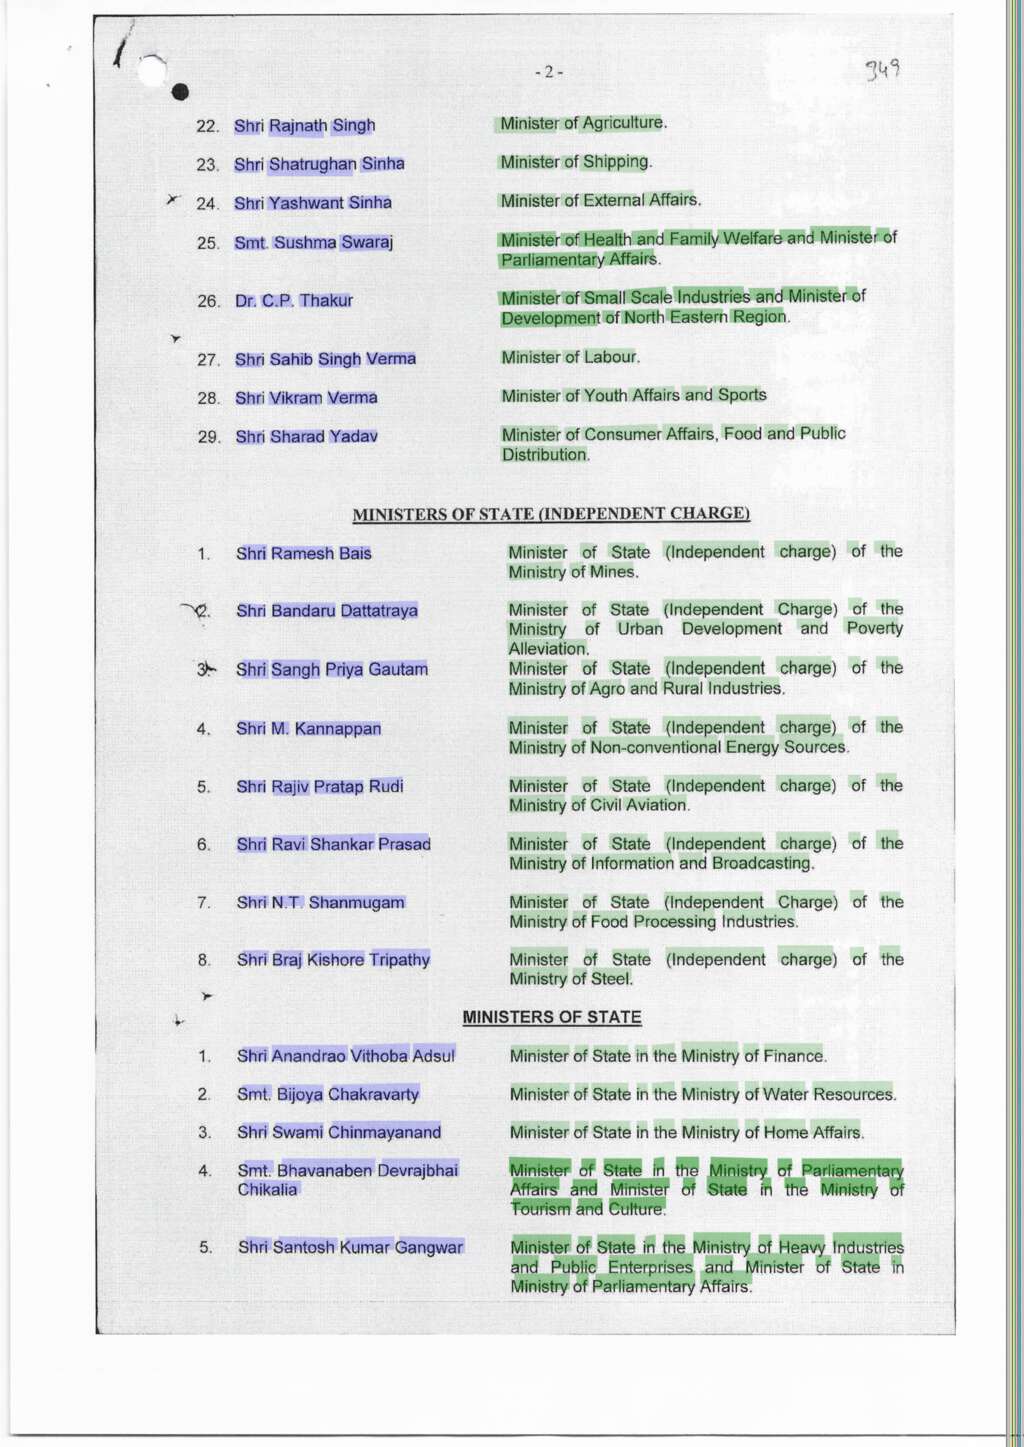 -2-
949
22. Shri Rajnath Singh Minister of Agriculture.
23. Shri Shatrughan Sinha Minister of Shipping.
24. Shri Yashwant Sinha Minister of External Affairs.
25. Smt. Sushma Swaraj Minister of Health and Family Welfare and Minister of
Parliamentary Affairs.
26. Dr. C.P. Thakur Minister of Small Scale Industries and Minister of
Development of North Eastern Region.
27. Shri Sahib Singh Verma Minister of Labour.
28. Shri Vikram Verma Minister of Youth Affairs and Sports
29. Shri Sharad Yadav Minister of Consumer Affairs, Food and Public
Distribution.
MINISTERS OF STATE (INDEPENDENT CHARGE)
1. Shri Ramesh Bais Minister of State (Independent charge) of the
Ministry of Mines.
2. Shri Bandaru Dattatraya Minister of State (Independent Charge) of the
Ministry of Urban Development and Poverty
Alleviation.
3. Shri Sangh Priya Gautam Minister of State (Independent charge) of the
Ministry of Agro and Rural Industries.
4. Shri M. Kannappan Minister of State (Independent charge) of the
Ministry of Non-conventional Energy Sources.
5. Shri Rajiv Pratap Rudi Minister of State (Independent charge) of the
Ministry of Civil Aviation.
6. Shri Ravi Shankar Prasad Minister of State (Independent charge) of the
Ministry of Information and Broadcasting.
7. Shri N.T. Shanmugam Minister of State (Independent Charge) of the
Ministry of Food Processing Industries.
8. Shri Braj Kishore Tripathy Minister of State (Independent charge) of the
Ministry of Steel.
MINISTERS OF STATE
1. Shri Anandrao Vithoba Adsul Minister of State in the Ministry of Finance.
2. Smt. Bijoya Chakravarty Minister of State in the Ministry of Water Resources.
3. Shri Swami Chinmayanand Minister of State in the Ministry of Home Affairs.
4. Smt. Bhavanaben Devrajbhai Minister of State in the Ministry of Parliamentary
Chikalia Affairs and Minister of State in the Ministry of
Tourism and Culture.
5. Shri Santosh Kumar Gangwar Minister of State in the Ministry of Heavy Industries
and Public Enterprises and Minister of State in
Ministry of Parliamentary Affairs.